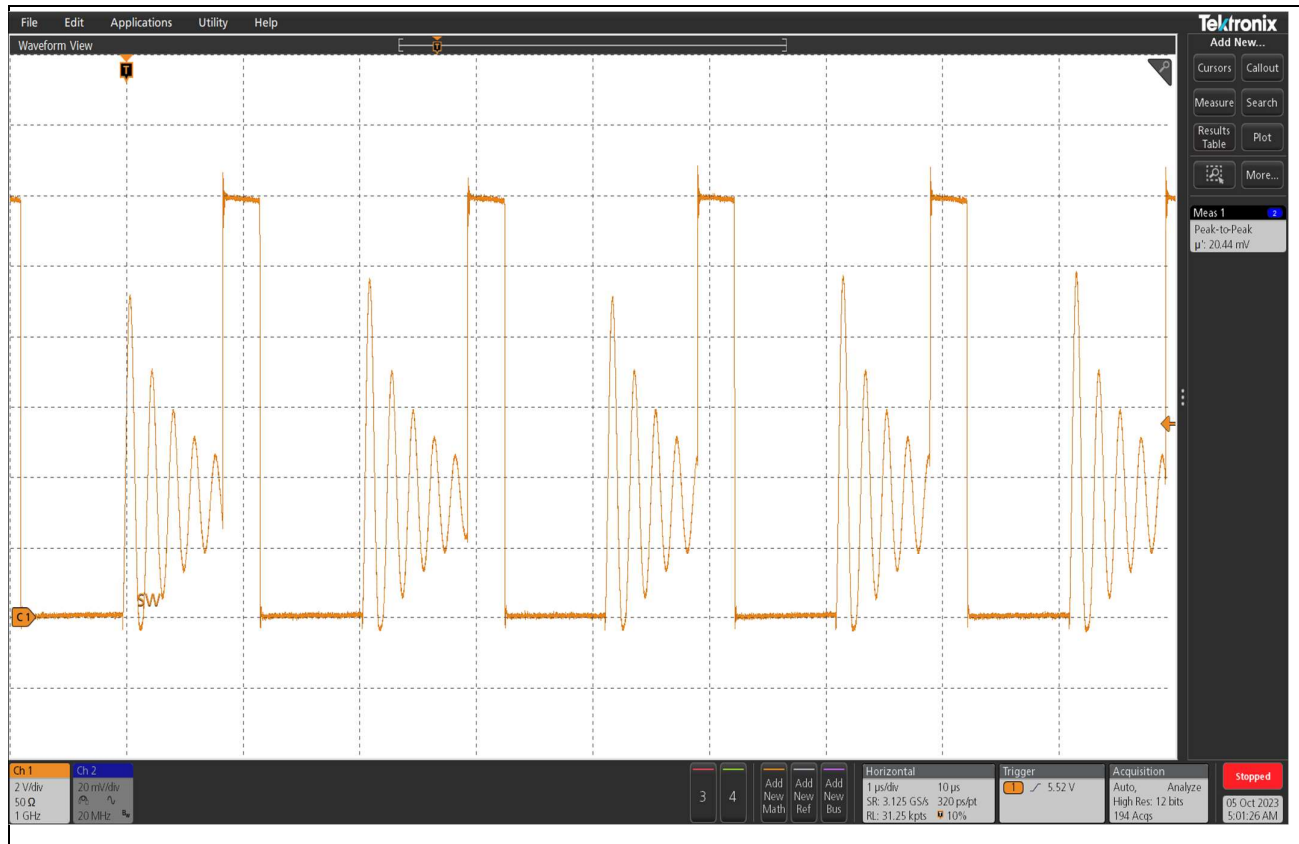 File Edit Applications Utility Help
Tektronix
Waveform View
Add New...
T
T
Cursors Callout
Measure Search
Results Table
Plot
More...
Meas 1 2
Peak-to-Peak
µ': 20.44 mV
SW
C1
Ch 1
2 V/div
50 Ω
1 GHz
Ch 2
20 mV/div
20 MHz Bw
3
4
Add New Math
Add New Ref
Add New Bus
Horizontal
1 µs/div 10 µs
SR: 3.125 GS/s 320 ps/pt
RL: 31.25 kpts T 10%
Trigger
1 5.52 V
Acquisition
Auto, Analyze
High Res: 12 bits
194 Acqs
Stopped
05 Oct 2023
5:01:26 AM